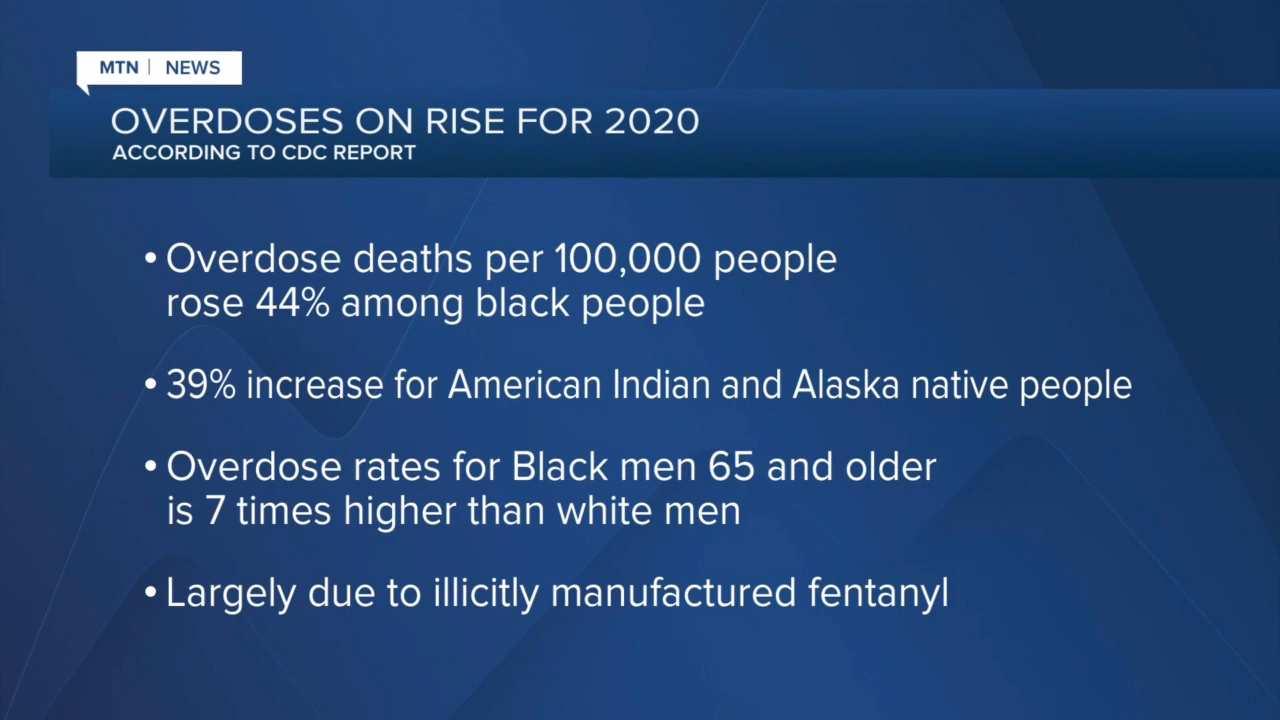 MTN | NEWS
OVERDOSES ON RISE FOR 2020
ACCORDING TO CDC REPORT
• Overdose deaths per 100,000 people
rose 44% among black people
• 39% increase for American Indian and Alaska native people
• Overdose rates for Black men 65 and older
is 7 times higher than white men
• Largely due to illicitly manufactured fentanyl